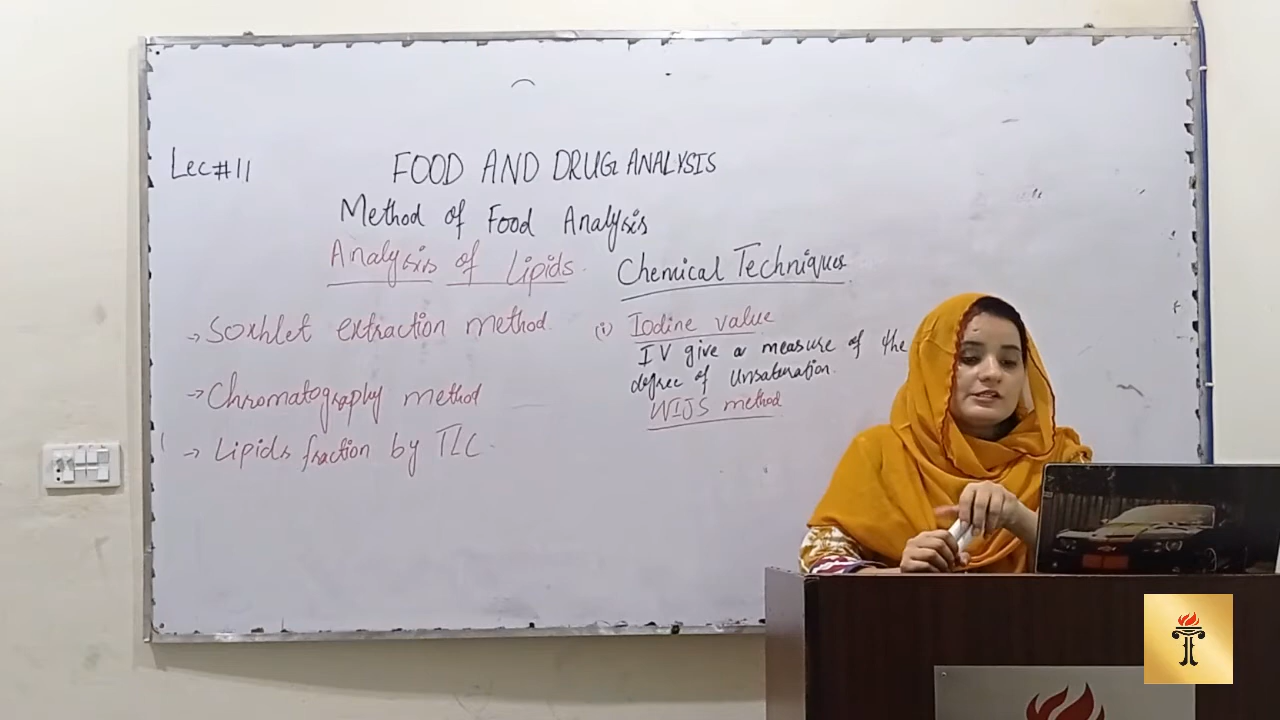 Lec#11
FOOD AND DRUG ANALYSIS
Method of Food Analysis
Analysis of Lipids
→ Soxhlet extraction method
→ Chromatography method
→ Lipids fraction by TLC
Chemical Techniques
(i) Iodine value
IV give a measure of the
degree of Unsaturation.
WIJS method